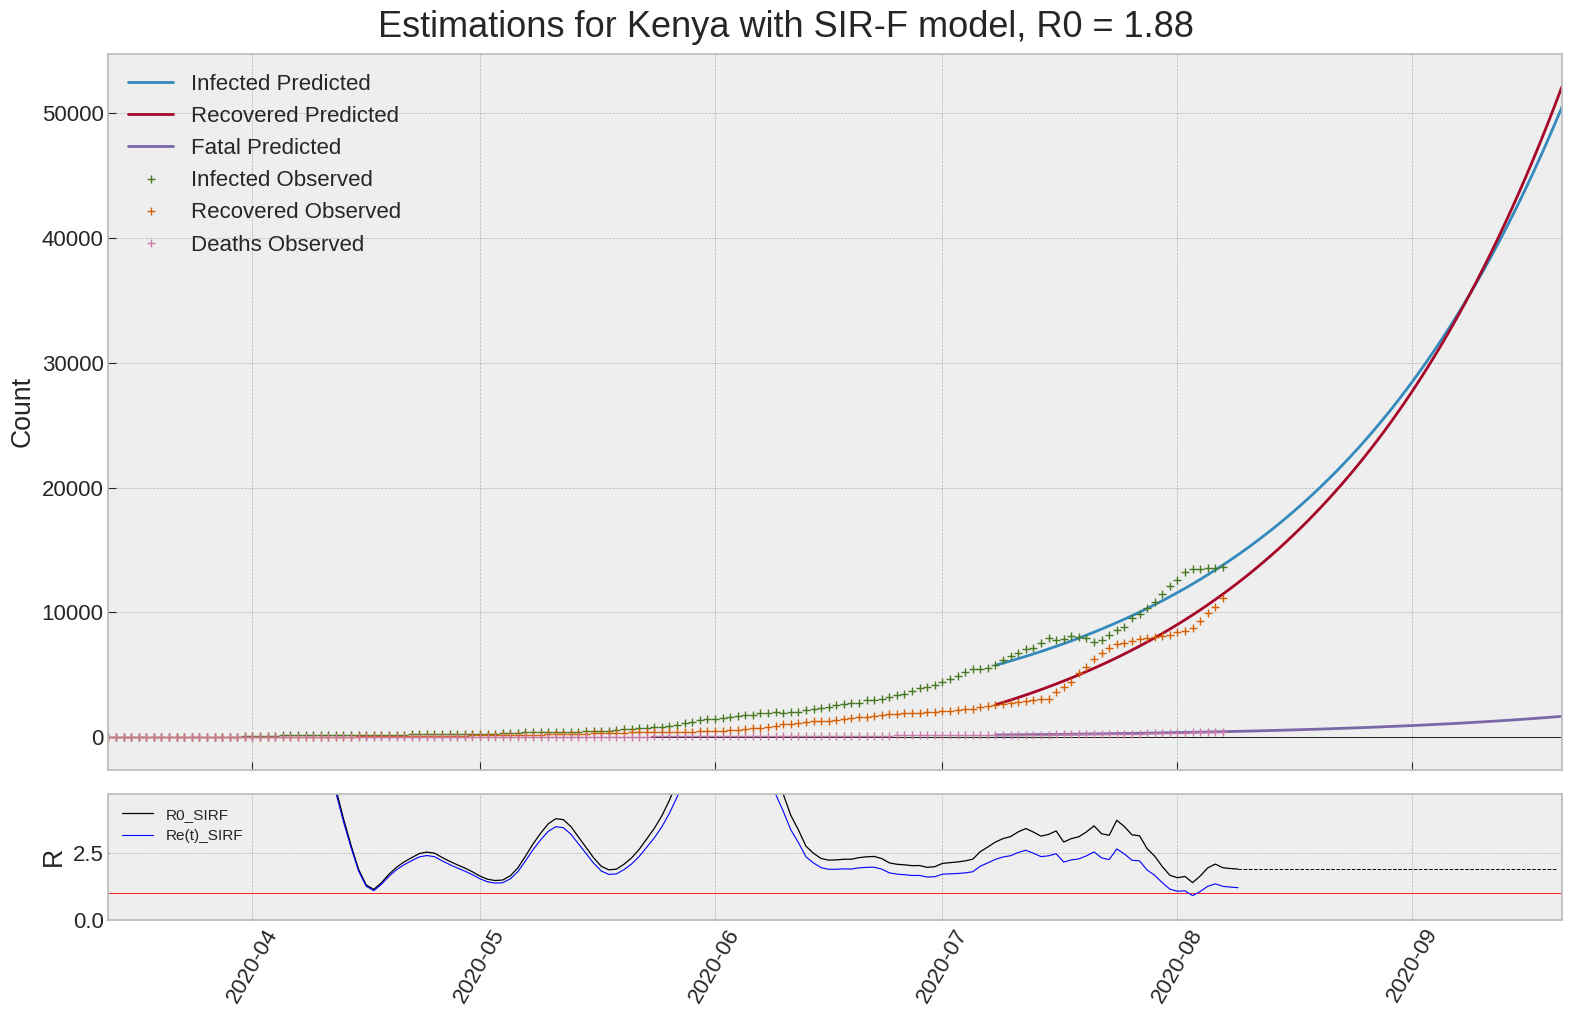 Estimations for Kenya with SIR-F model, R0 = 1.88
Infected Predicted
Recovered Predicted
Fatal Predicted
Infected Observed
Recovered Observed
Deaths Observed
50000
40000
30000
20000
10000
0
Count
R0_SIRF
Re(t)_SIRF
2.5
0.0
R
2020-04
2020-05
2020-06
2020-07
2020-08
2020-09